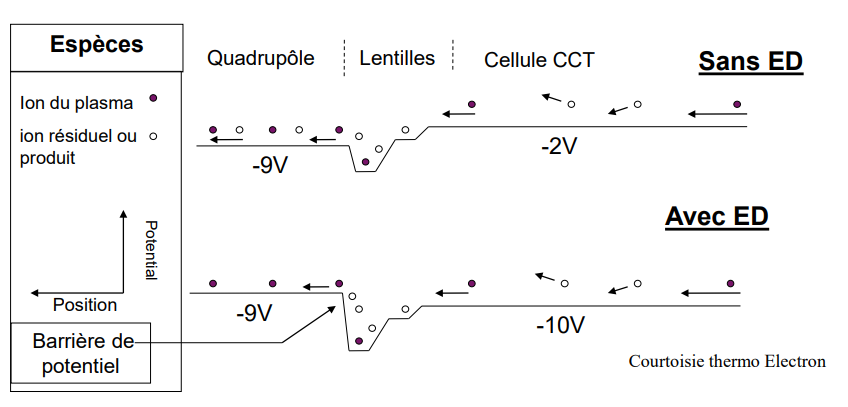 Espèces
Quadrupôle
Lentilles
Cellule CCT
Sans ED
Ion du plasma
ion résiduel ou
produit
-9V
-2V
Avec ED
Potential
Position
-9V
-10V
Barrière de
potentiel
Courtoisie thermo Electron